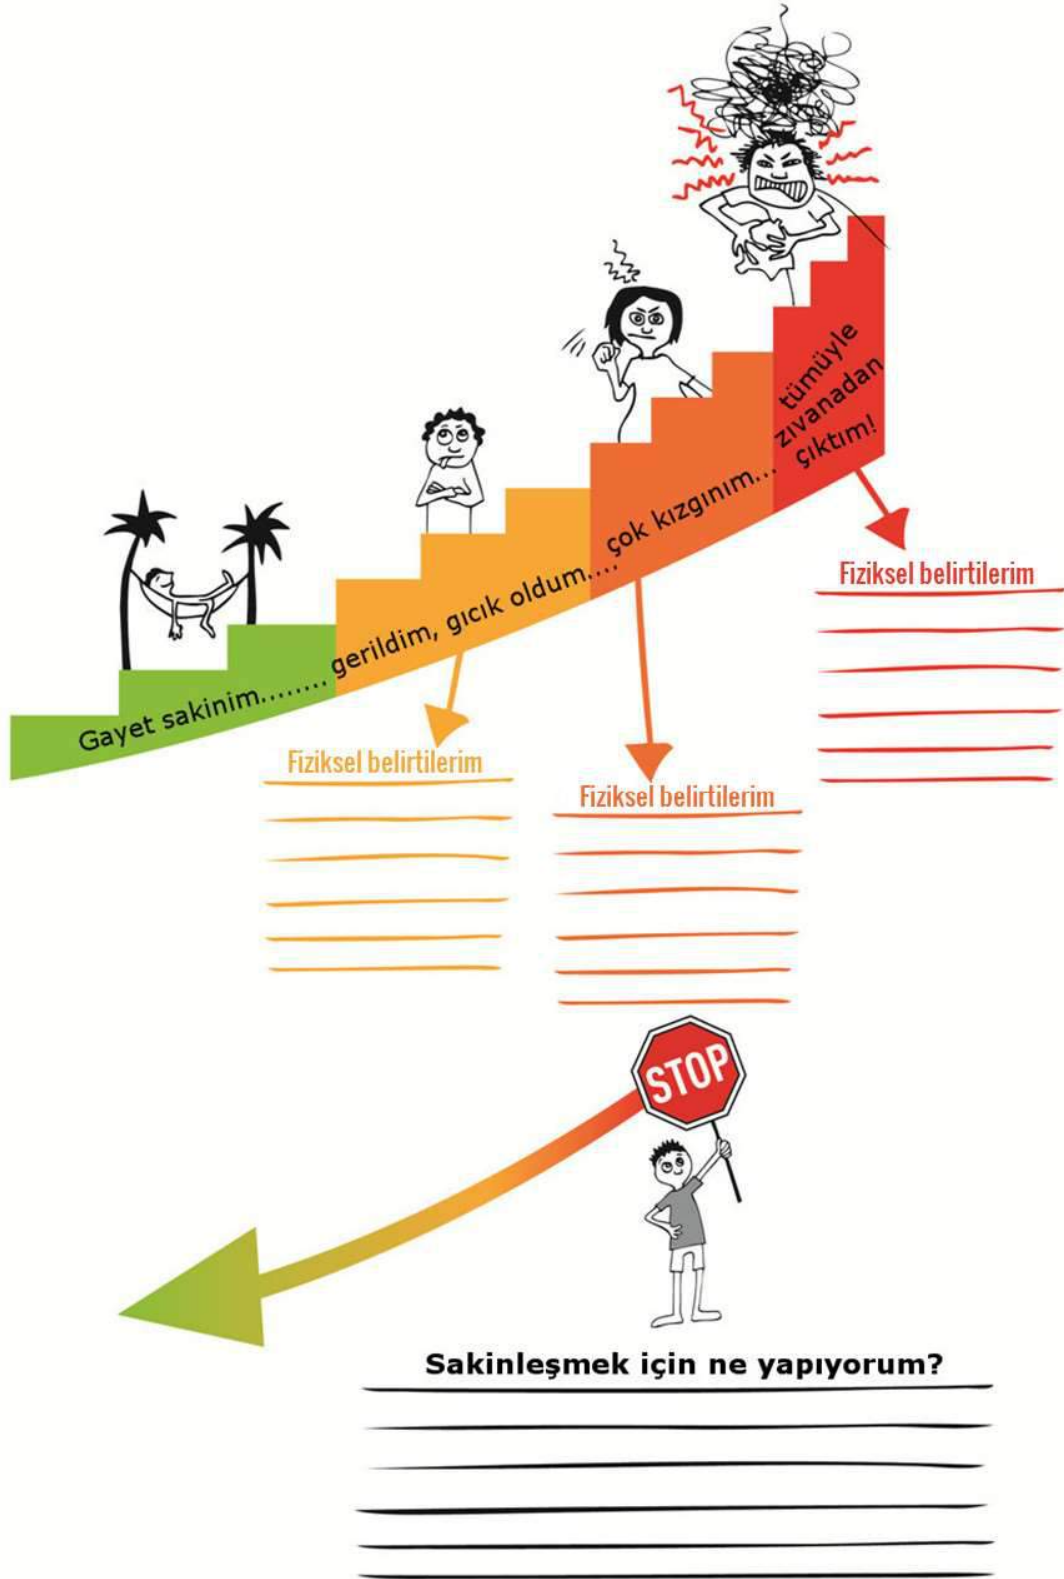 Gayet sakinim........
gerildim, gıcık oldum....
çok kızgınım...
tümüyle
zıvanadan
çıktım!
Fiziksel belirtilerim
Fiziksel belirtilerim
Fiziksel belirtilerim
STOP
Sakinleşmek için ne yapıyorum?